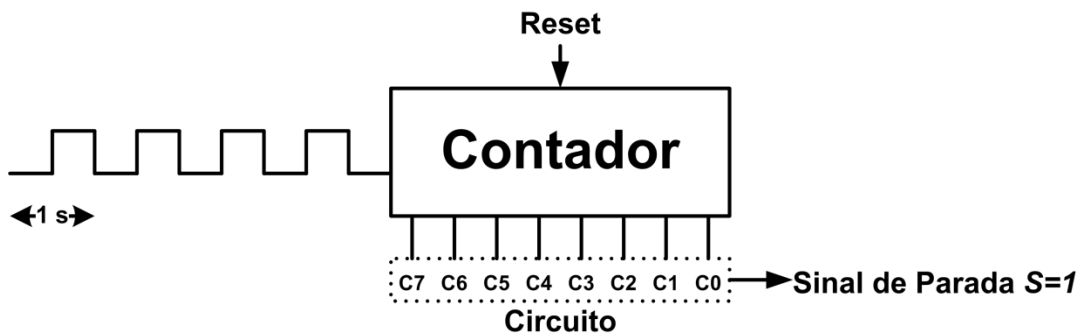 Reset
Contador
1 s
C7 C6 C5 C4 C3 C2 C1 C0
Sinal de Parada S=1
Circuito